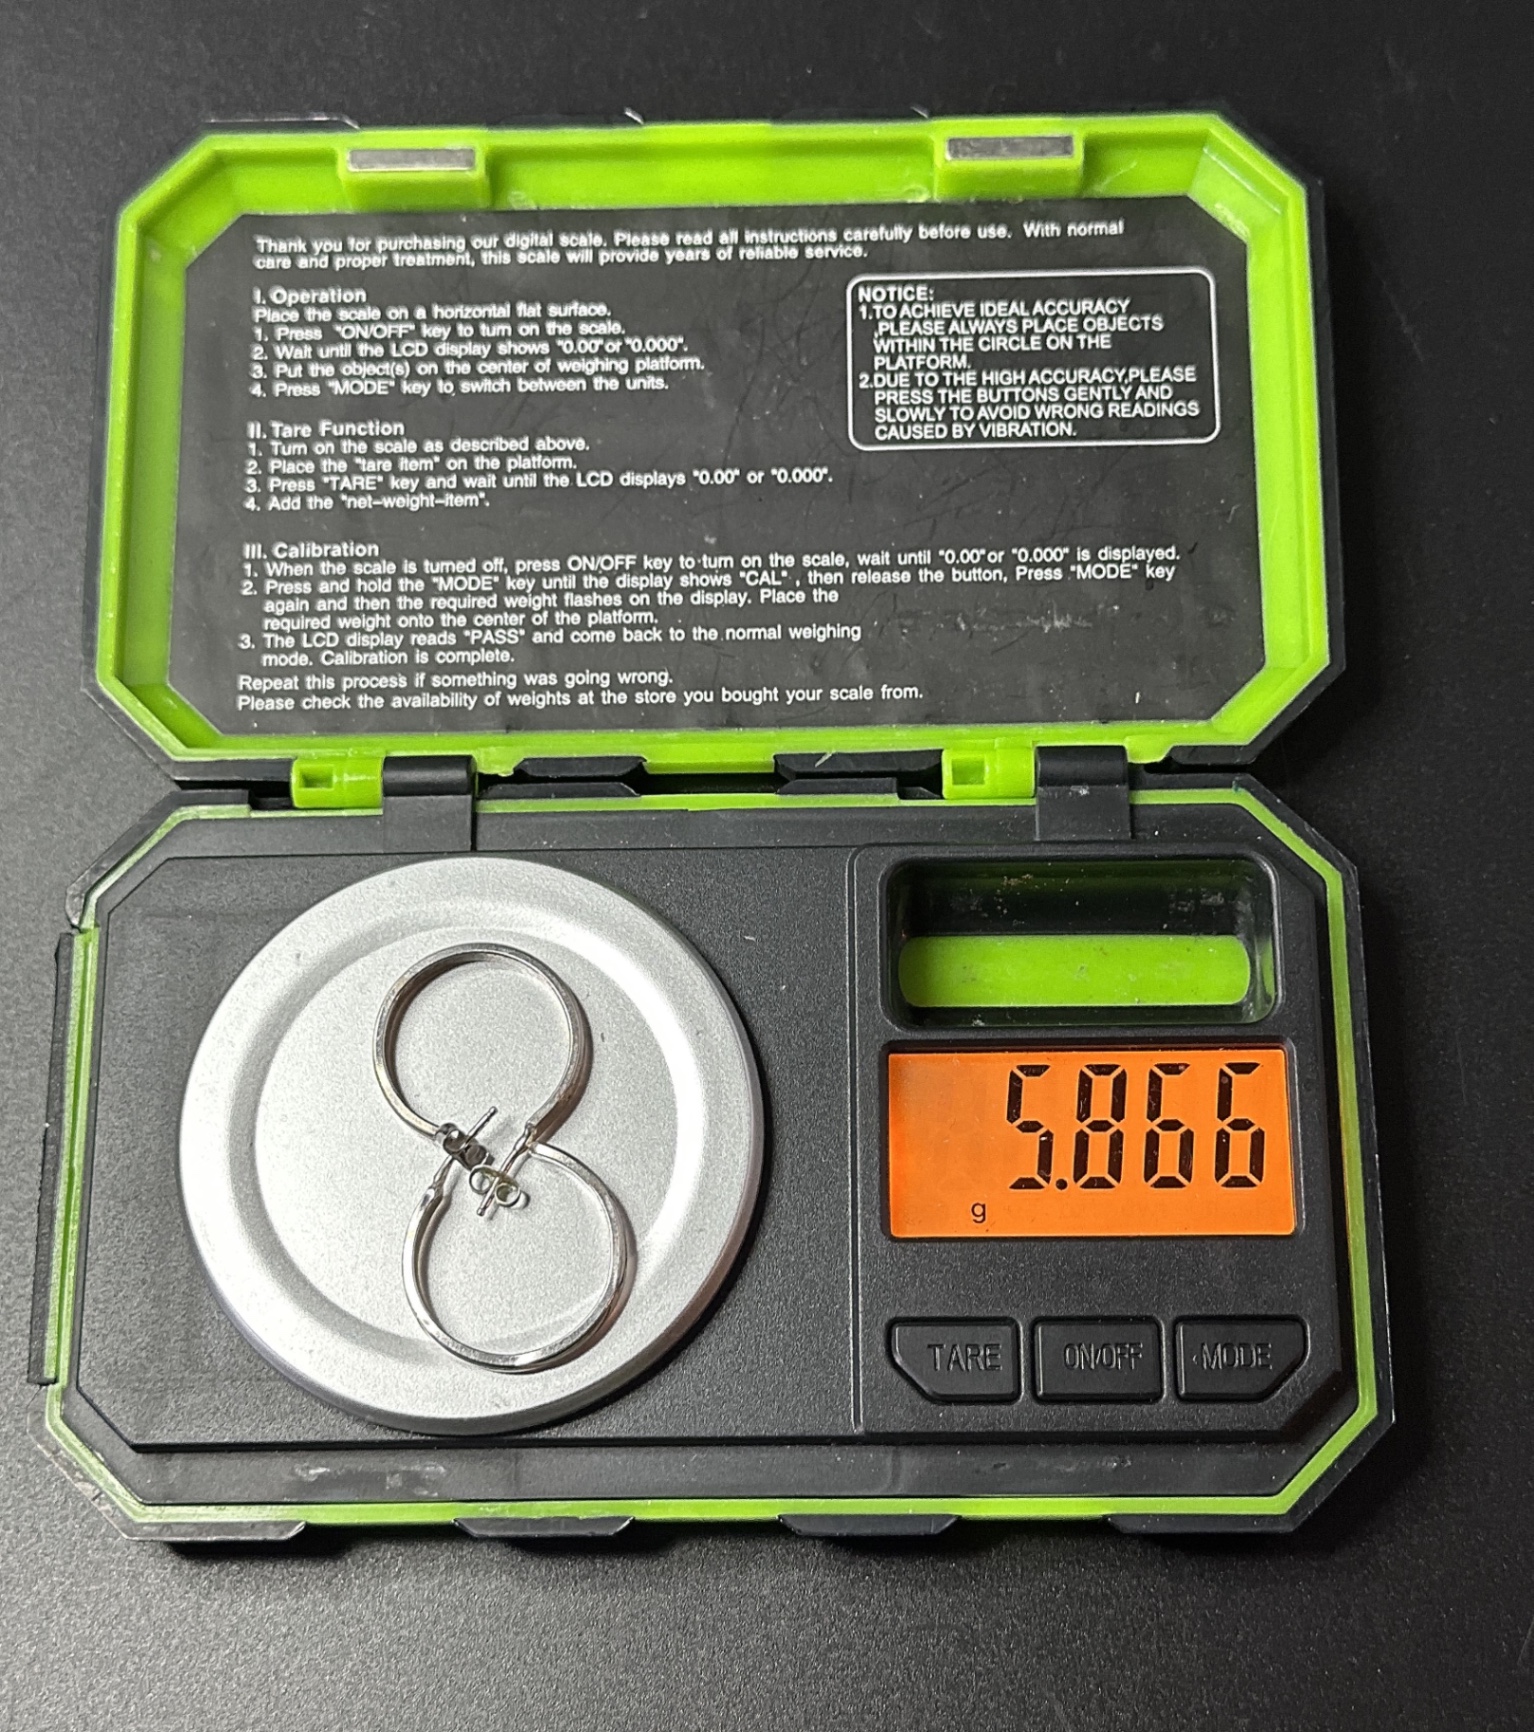 Thank you for purchasing our digital scale. Please read all instructions carefully before use. With normal
care and proper treatment, this scale will provide years of reliable service.
I. Operation
Place the scale on a horizontal flat surface.
1. Press "ON/OFF" key to turn on the scale.
2. Wait until the LCD display shows "0.00" or "0.000".
3. Put the object(s) on the center of weighing platform.
4. Press "MODE" key to switch between the units.
II. Tare Function
1. Turn on the scale as described above.
2. Place the "tare item" on the platform.
3. Press "TARE" key and wait until the LCD displays "0.00" or "0.000".
4. Add the "net-weight-item".
III. Calibration
1. When the scale is turned off, press ON/OFF key to turn on the scale, wait until "0.00" or "0.000" is displayed.
2. Press and hold the "MODE" key until the display shows "CAL", then release the button, Press "MODE" key
again and then the required weight flashes on the display. Place the
required weight onto the center of the platform.
3. The LCD display reads "PASS" and come back to the normal weighing
mode. Calibration is complete.
Repeat this process if something was going wrong.
Please check the availability of weights at the store you bought your scale from.
NOTICE:
1.TO ACHIEVE IDEAL ACCURACY
,PLEASE ALWAYS PLACE OBJECTS
WITHIN THE CIRCLE ON THE
PLATFORM.
2.DUE TO THE HIGH ACCURACY,PLEASE
PRESS THE BUTTONS GENTLY AND
SLOWLY TO AVOID WRONG READINGS
CAUSED BY VIBRATION.
5.866
g
TARE
ON/OFF
MODE